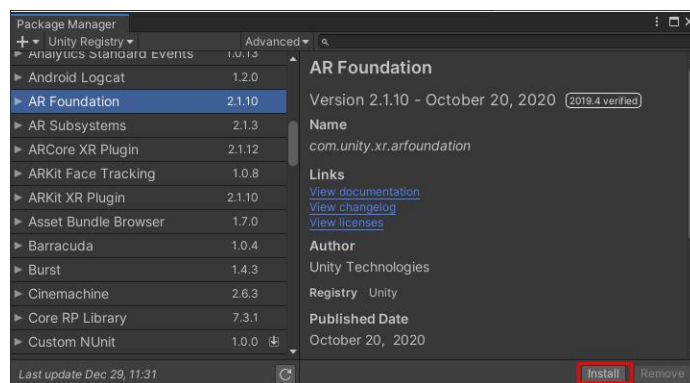 Package Manager
Unity Registry
Advanced
Analytics Standard Events 1.0.13
Android Logcat 1.2.0
AR Foundation 2.1.10
AR Subsystems 2.1.3
ARCore XR Plugin 2.1.12
ARKit Face Tracking 1.0.8
ARKit XR Plugin 2.1.10
Asset Bundle Browser 1.7.0
Barracuda 1.0.4
Burst 1.4.3
Cinemachine 2.6.3
Core RP Library 7.3.1
Custom NUnit 1.0.0
Last update Dec 29, 11:31
AR Foundation
Version 2.1.10 - October 20, 2020 2019.4 verified
Name
com.unity.xr.arfoundation
Links
View documentation
View changelog
View licenses
Author
Unity Technologies
Registry Unity
Published Date
October 20, 2020
Install Remove